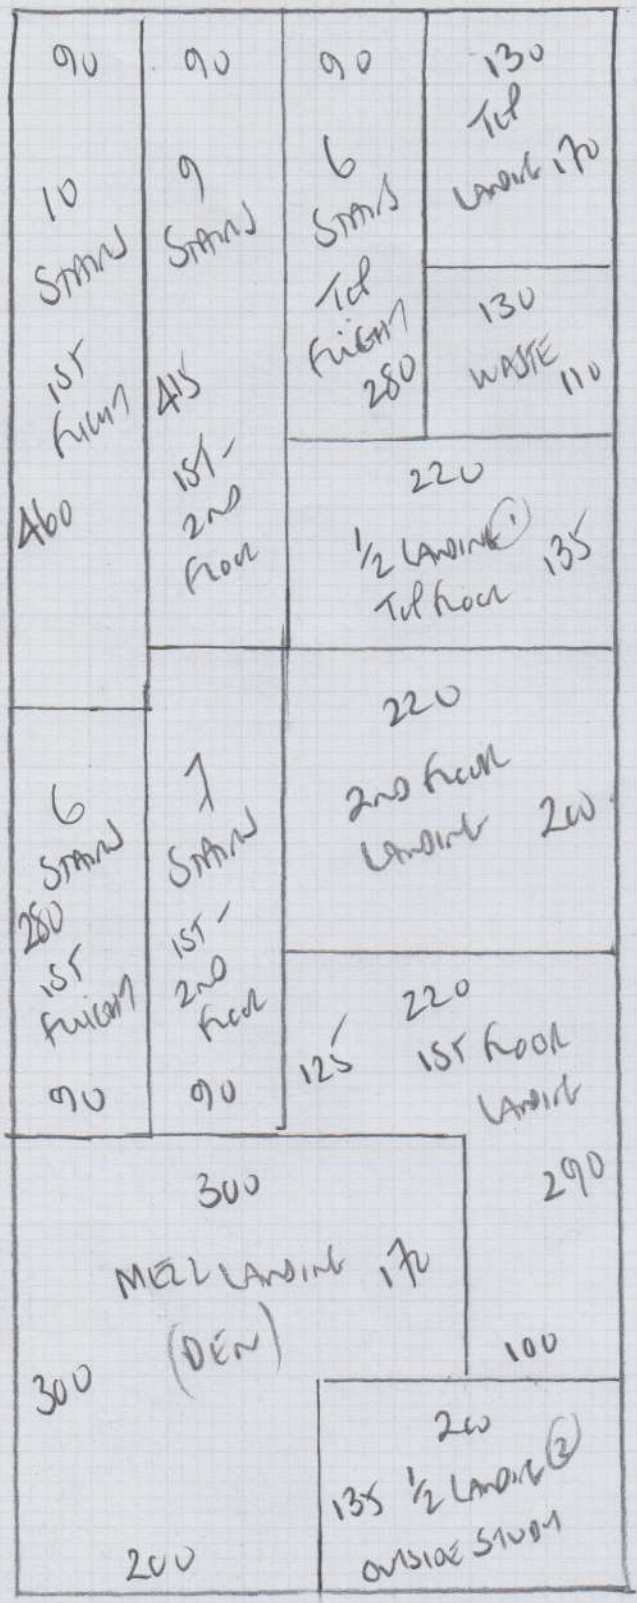 90
10
STAIRS
1ST
FLIGHT
460
90
9
STAIRS
415
1ST-
2ND
FLOOR
90
6
STAIRS
TOP
FLIGHT
280
130
TOP
LANDING 170
130
WASTE 110
220
1/2 LANDING ①
135
TOP FLOOR
220
2ND FLOOR
LANDING 200
6
STAIRS
280
1ST
FLIGHT
90
7
STAIRS
1ST-
2ND
FLOOR
90
220
125 1ST FLOOR
LANDING
290
100
300
MEZZ LANDING 170
(DEN)
300
200
200
135 1/2 LANDING ②
OUTSIDE STUDY